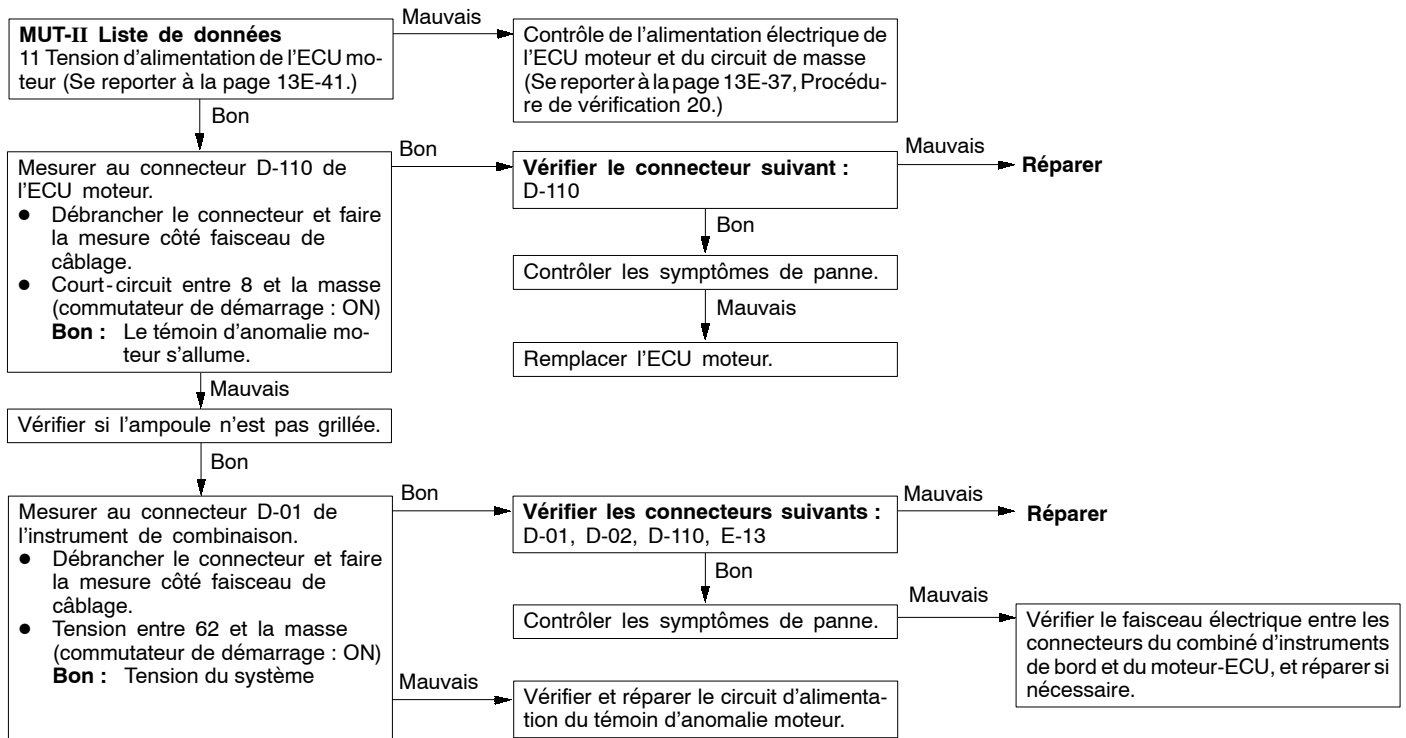 MUT-II Liste de données
11 Tension d'alimentation de l'ECU mo-
teur (Se reporter à la page 13E-41.)
Mauvais
Contrôle de l'alimentation électrique de
l'ECU moteur et du circuit de masse
(Se reporter à la page 13E-37, Procédu-
re de vérification 20.)
Bon
Mesurer au connecteur D-110 de
l'ECU moteur.
● Débrancher le connecteur et faire
la mesure côté faisceau de
câblage.
● Court-circuit entre 8 et la masse
(commutateur de démarrage : ON)
Bon : Le témoin d'anomalie mo-
teur s'allume.
Bon
Vérifier le connecteur suivant :
D-110
Mauvais
Réparer
Bon
Contrôler les symptômes de panne.
Mauvais
Remplacer l'ECU moteur.
Mauvais
Vérifier si l'ampoule n'est pas grillée.
Bon
Mesurer au connecteur D-01 de
l'instrument de combinaison.
● Débrancher le connecteur et faire
la mesure côté faisceau de
câblage.
● Tension entre 62 et la masse
(commutateur de démarrage : ON)
Bon : Tension du système
Bon
Vérifier les connecteurs suivants :
D-01, D-02, D-110, E-13
Mauvais
Réparer
Bon
Contrôler les symptômes de panne.
Mauvais
Vérifier le faisceau électrique entre les
connecteurs du combiné d'instruments
de bord et du moteur-ECU, et réparer si
nécessaire.
Mauvais
Vérifier et réparer le circuit d'alimenta-
tion du témoin d'anomalie moteur.